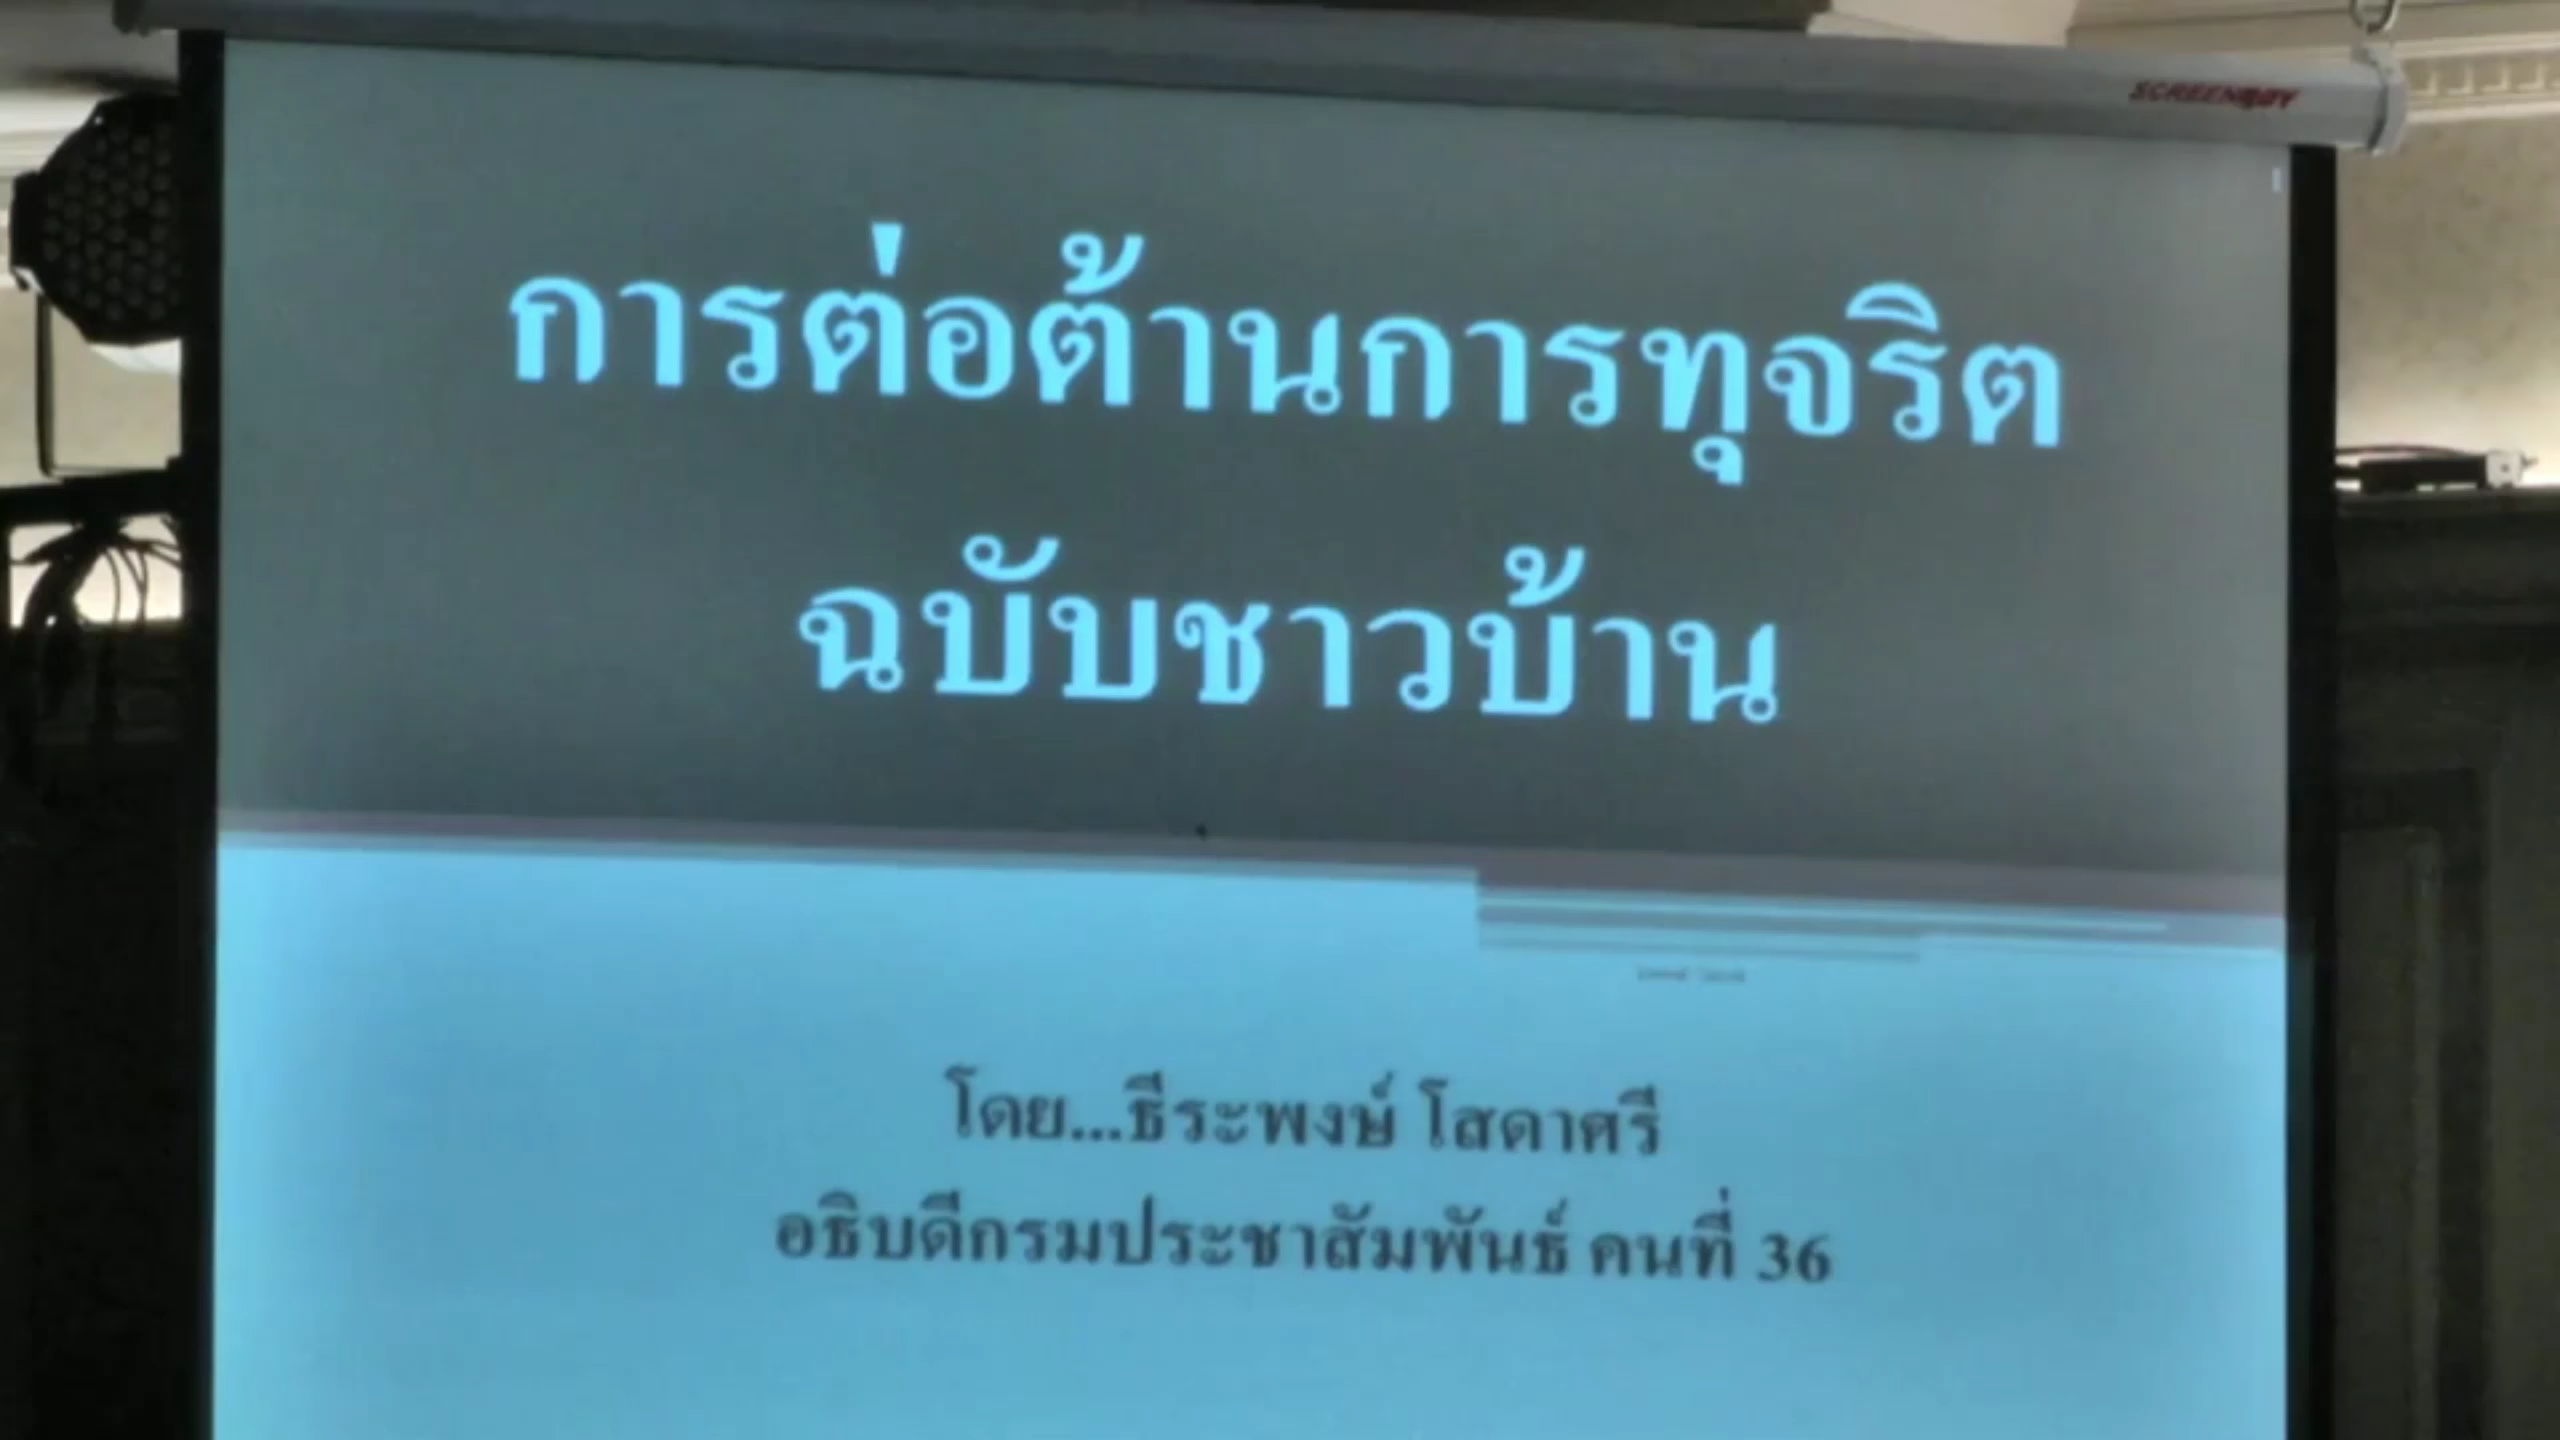 SCREENBOY
การต่อต้านการทุจริต
ฉบับชาวบ้าน
โดย...ธีระพงษ์ โสดาศรี
อธิบดีกรมประชาสัมพันธ์ คนที่ 36